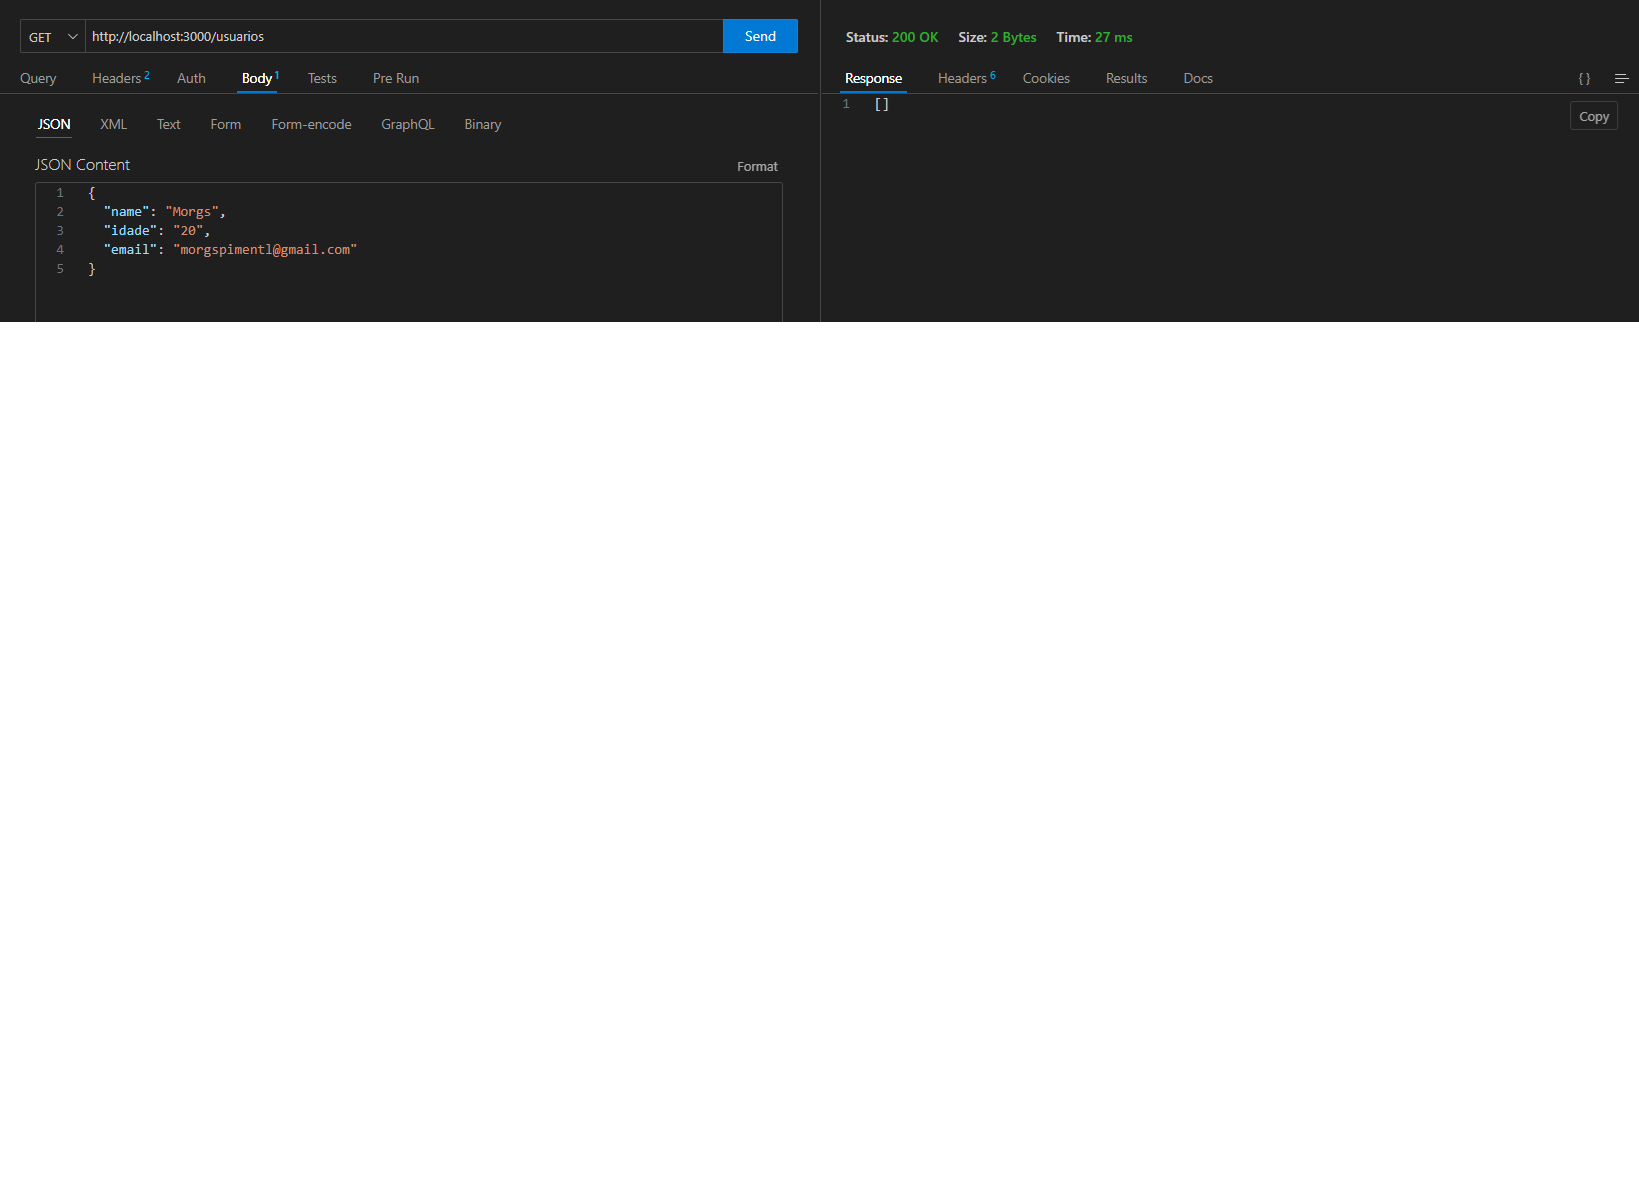 GET http://localhost:3000/usuarios Send
Query Headers 2 Auth Body 1 Tests Pre Run
JSON XML Text Form Form-encode GraphQL Binary
JSON Content Format
1 {
2 "name": "Morgs",
3 "idade": "20",
4 "email": "morgspimentl@gmail.com"
5 }
Status: 200 OK Size: 2 Bytes Time: 27 ms
Response Headers 6 Cookies Results Docs { }
1 []
Copy